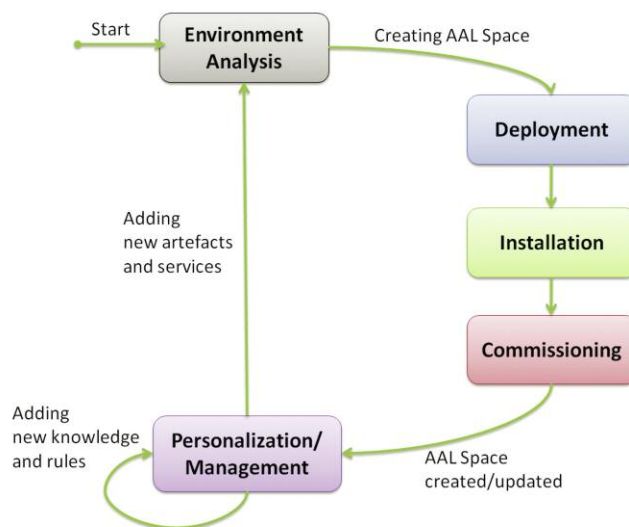 Start
Environment
Analysis
Creating AAL Space
Deployment
Installation
Commissioning
AAL Space
created/updated
Personalization/
Management
Adding
new knowledge
and rules
Adding
new artefacts
and services